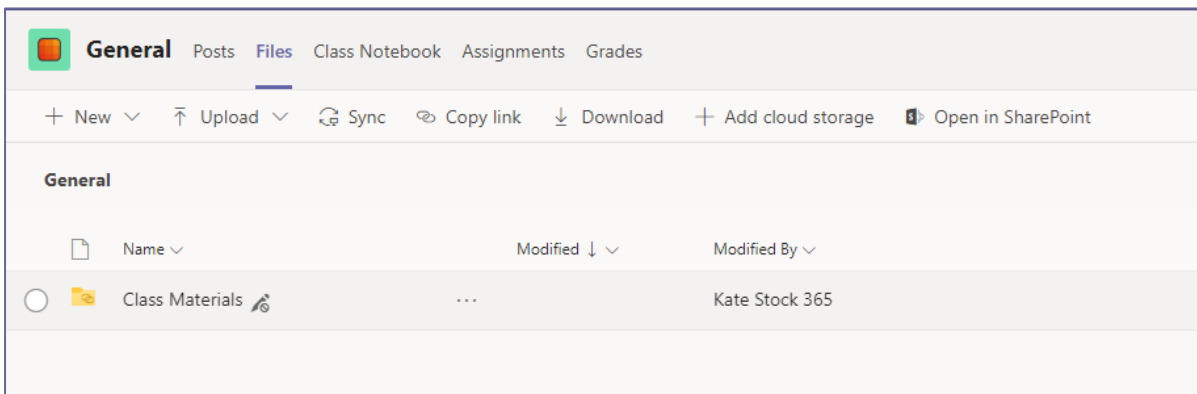 General Posts Files Class Notebook Assignments Grades
New Upload Sync Copy link Download Add cloud storage Open in SharePoint
General
Name Modified Modified By
Class Materials ... Kate Stock 365